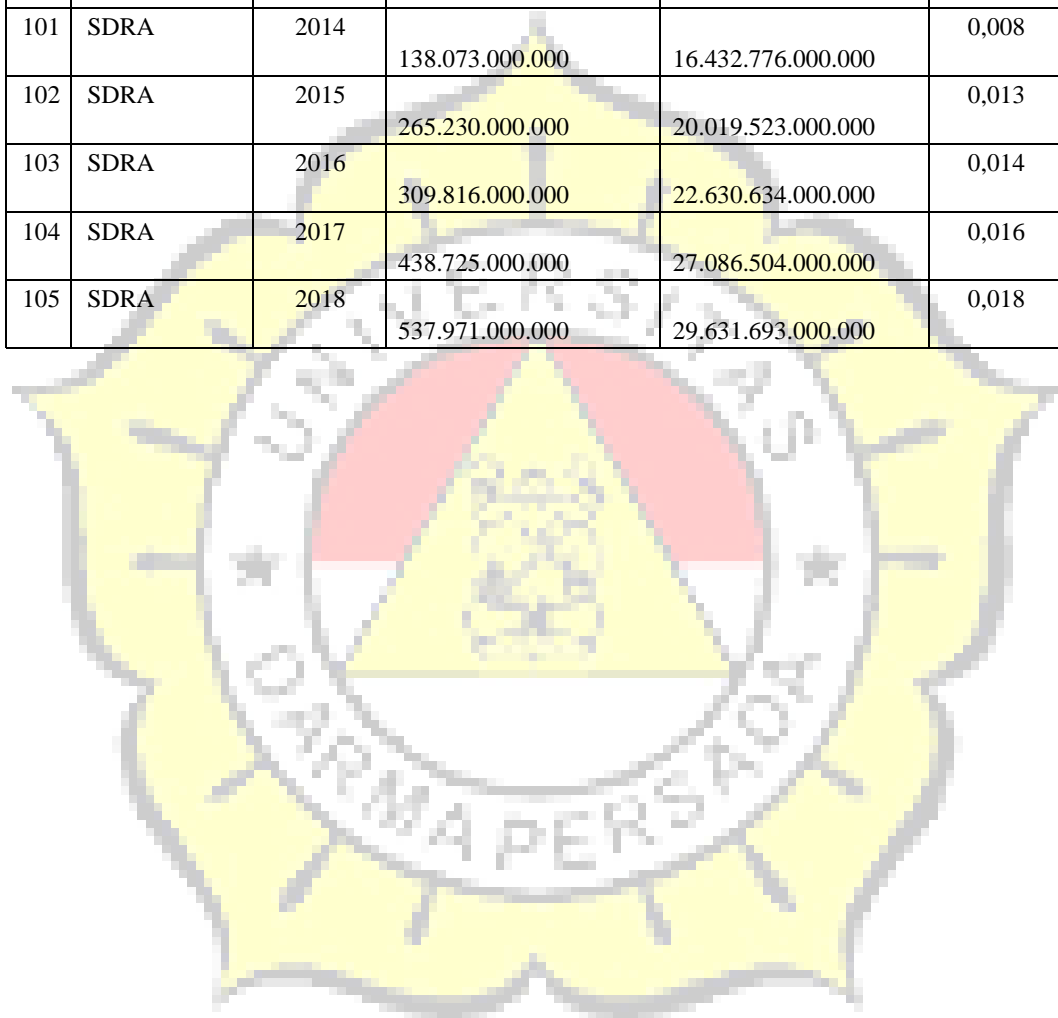 101 SDRA 2014 138.073.000.000 16.432.776.000.000 0,008
102 SDRA 2015 265.230.000.000 20.019.523.000.000 0,013
103 SDRA 2016 309.816.000.000 22.630.634.000.000 0,014
104 SDRA 2017 438.725.000.000 27.086.504.000.000 0,016
105 SDRA 2018 537.971.000.000 29.631.693.000.000 0,018
UNIVERSITAS
DARMA PERSADA